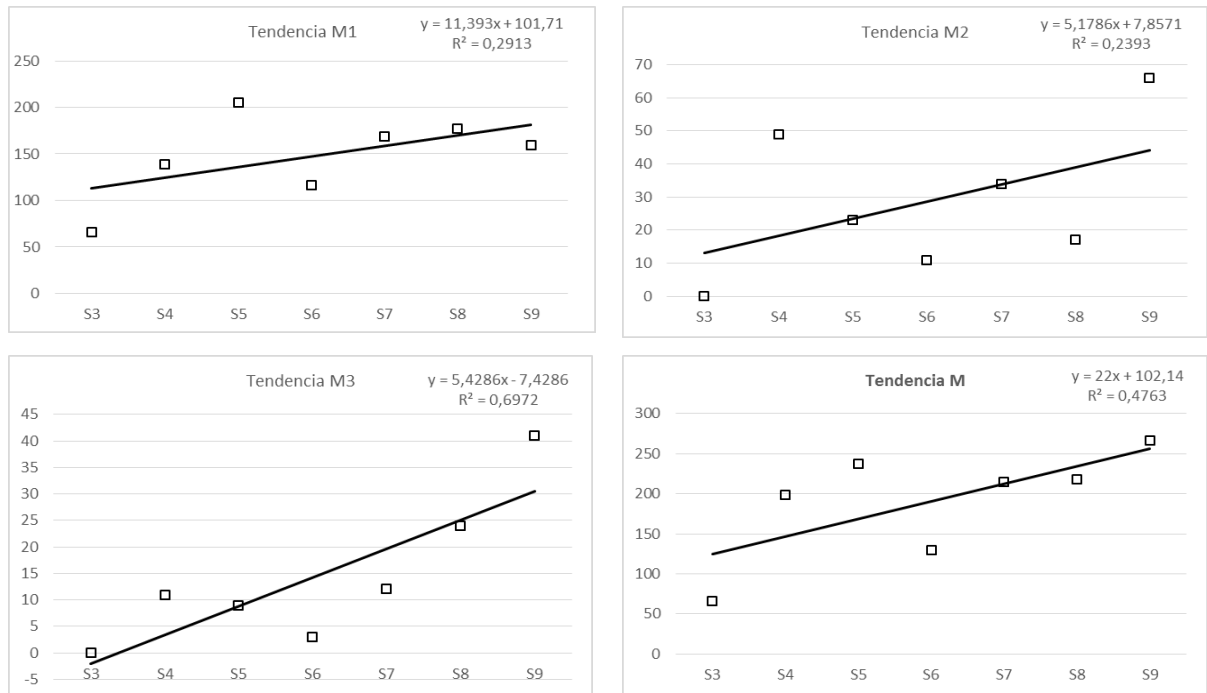 Tendencia M1
y = 11,393x + 101,71
R² = 0,2913
250
200
150
100
50
0
S3 S4 S5 S6 S7 S8 S9
Tendencia M2
y = 5,1786x + 7,8571
R² = 0,2393
70
60
50
40
30
20
10
0
S3 S4 S5 S6 S7 S8 S9
Tendencia M3
y = 5,4286x - 7,4286
R² = 0,6972
45
40
35
30
25
20
15
10
5
0
-5
S3 S4 S5 S6 S7 S8 S9
Tendencia M
y = 22x + 102,14
R² = 0,4763
300
250
200
150
100
50
0
S3 S4 S5 S6 S7 S8 S9